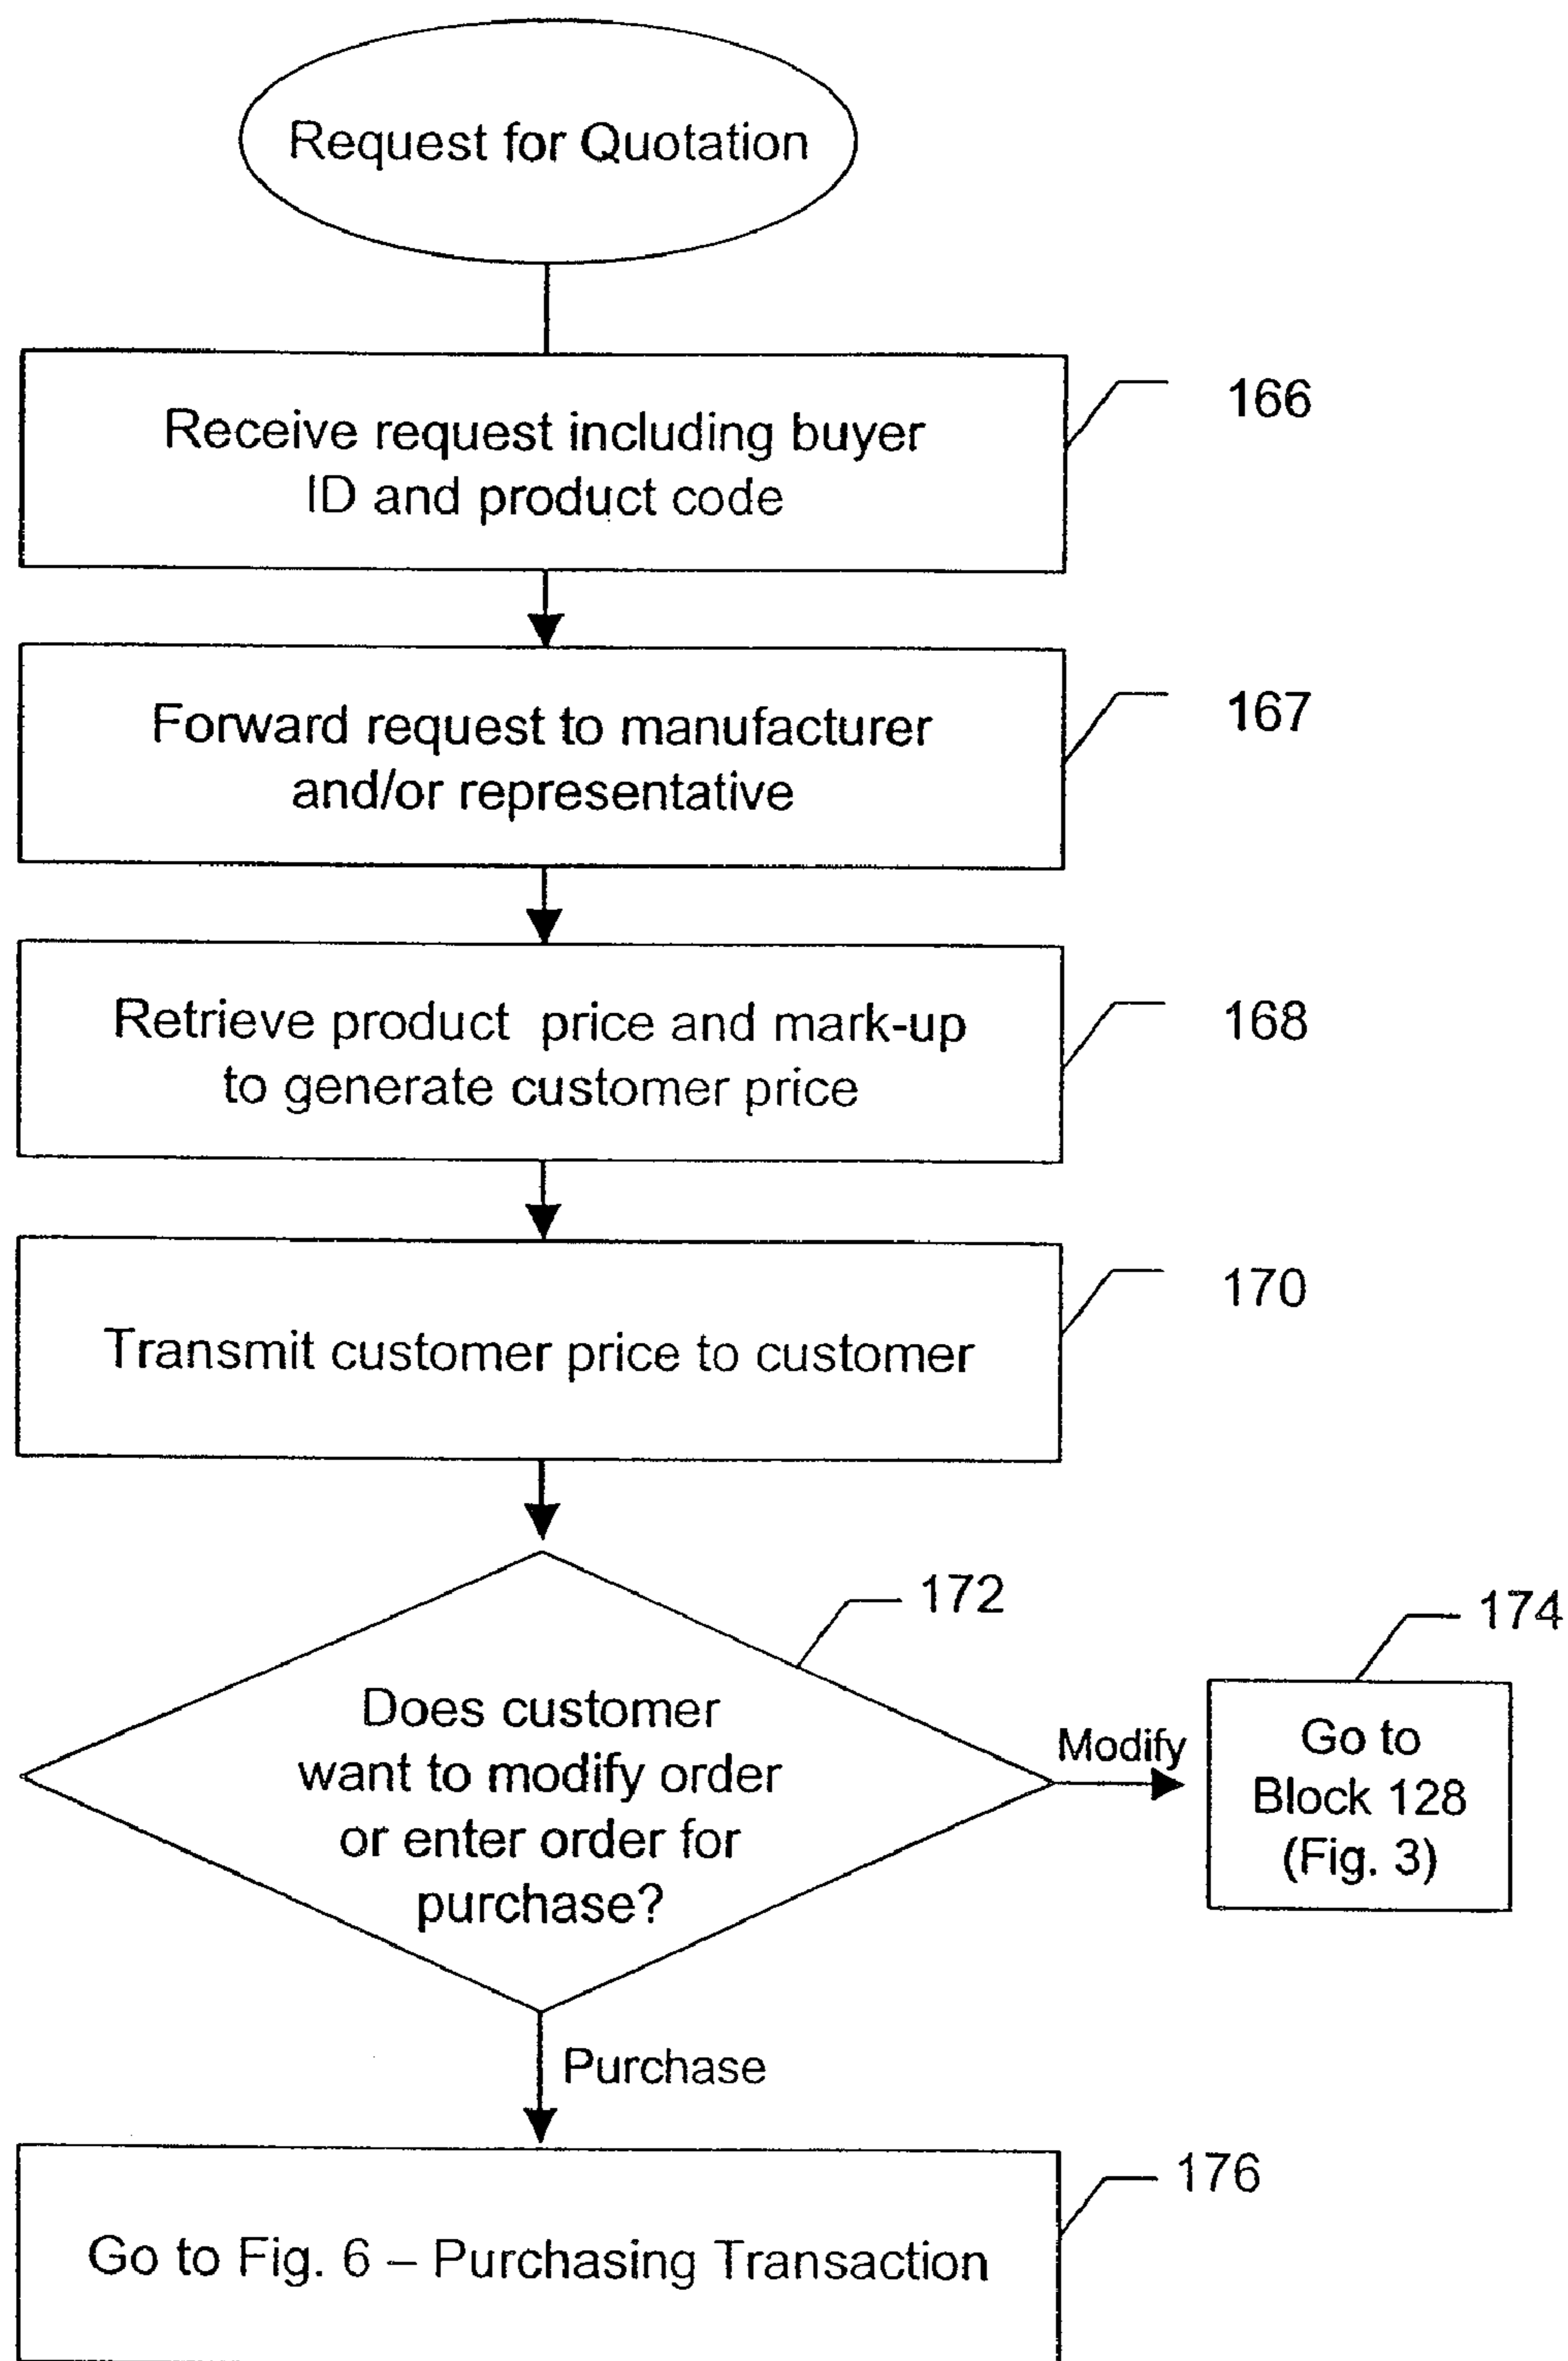 Request for Quotation
Receive request including buyer
ID and product code
166
Forward request to manufacturer
and/or representative
167
Retrieve product price and mark-up
to generate customer price
168
Transmit customer price to customer
170
172
Does customer
want to modify order
or enter order for
purchase?
Modify
174
Go to
Block 128
(Fig. 3)
Purchase
176
Go to Fig. 6 – Purchasing Transaction